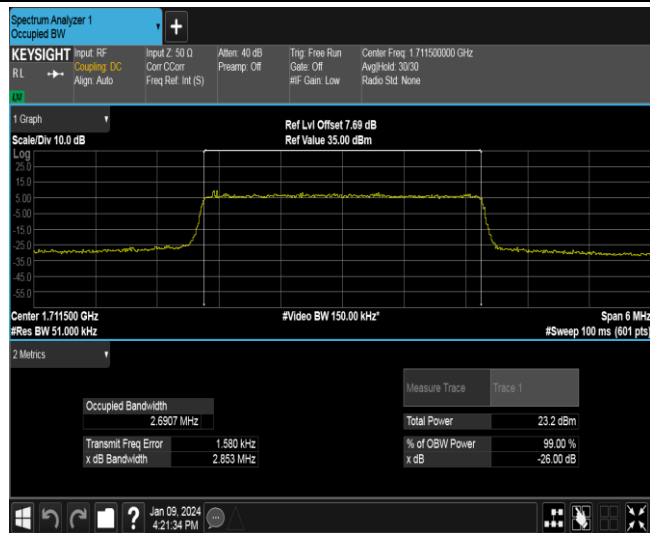 Spectrum Analyzer 1
Occupied BW
+
KEYSIGHT
RL
Input: RF
Coupling: DC
Align: Auto
Input Z: 50 Ω
Corr CCorr
Freq Ref: Int (S)
Atten: 40 dB
Preamp: Off
Trig: Free Run
Gate: Off
#IF Gain: Low
Center Freq: 1.711500000 GHz
Avg|Hold: 30/30
Radio Std: None
1 Graph
Scale/Div 10.0 dB
Ref Lvl Offset 7.69 dB
Ref Value 35.00 dBm
Log
25.0
15.0
5.00
-5.00
-15.0
-25.0
-35.0
-45.0
-55.0
Center 1.711500 GHz
#Video BW 150.00 kHz*
Span 6 MHz
#Res BW 51.000 kHz
#Sweep 100 ms (601 pts)
2 Metrics
Measure Trace Trace 1
Occupied Bandwidth
2.6907 MHz
Total Power 23.2 dBm
Transmit Freq Error 1.580 kHz
% of OBW Power 99.00 %
x dB Bandwidth 2.853 MHz
x dB -26.00 dB
?
Jan 09, 2024
4:21:34 PM